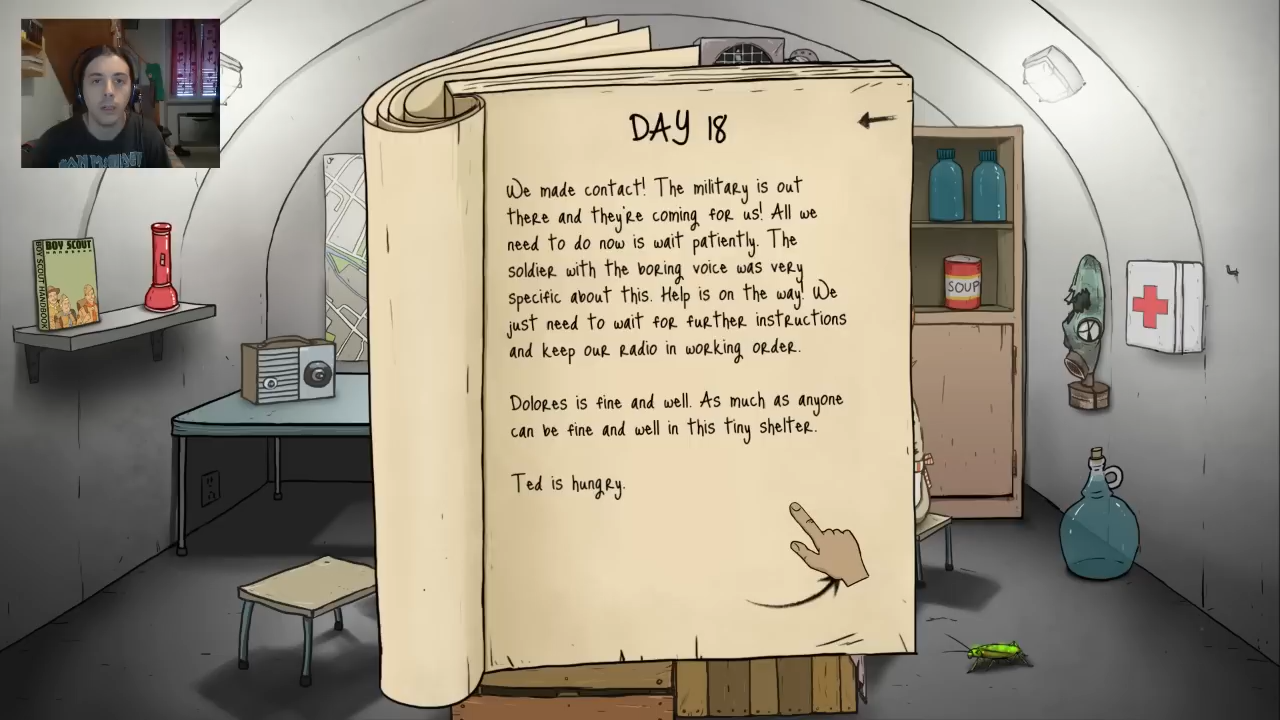 DAY 18
We made contact! The military is out
there and they're coming for us! All we
need to do now is wait patiently. The
soldier with the boring voice was very
specific about this. Help is on the way! We
just need to wait for further instructions
and keep our radio in working order.
Dolores is fine and well. As much as anyone
can be fine and well in this tiny shelter.
Ted is hungry.
BOY SCOUT
HANDBOOK
BOY SCOUT HANDBOOK
SOUP